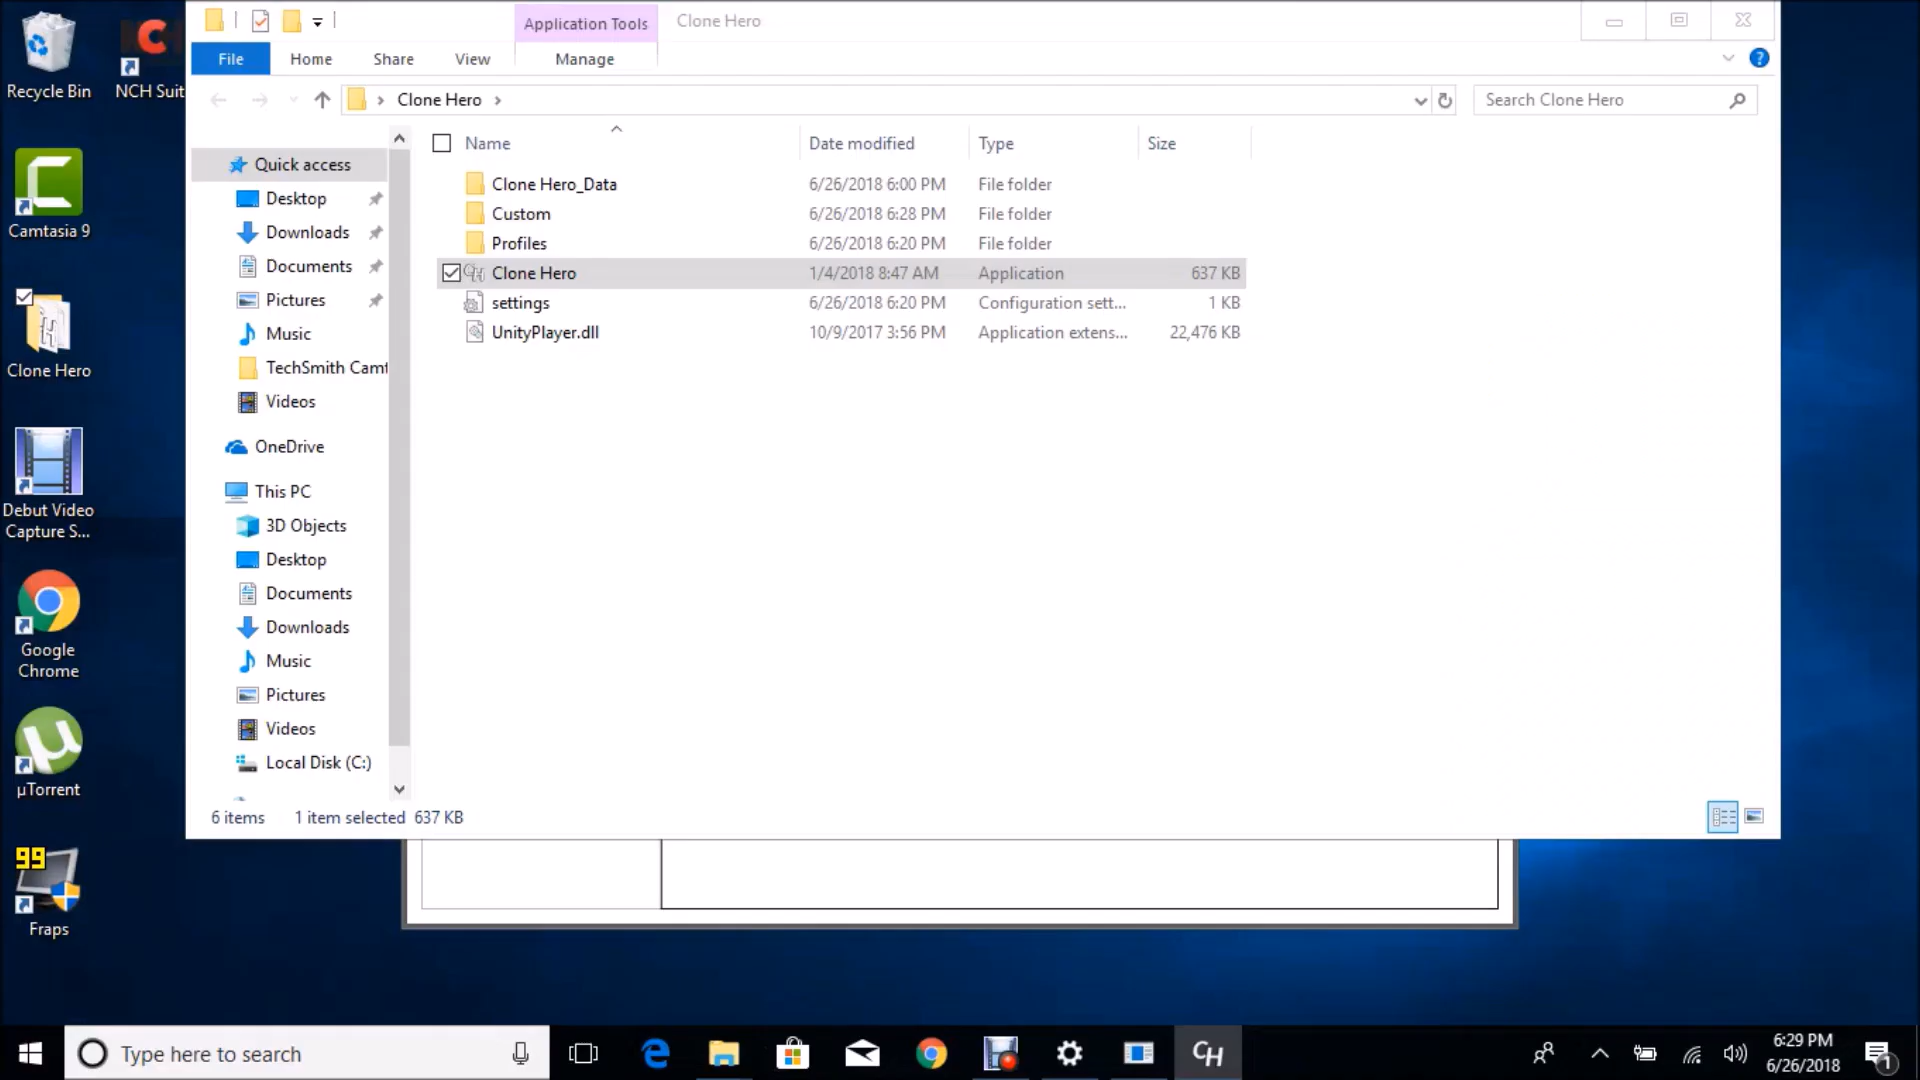 Application Tools
Clone Hero
File
Home
Share
View
Manage
Clone Hero
Search Clone Hero
Name
Date modified
Type
Size
Clone Hero_Data
6/26/2018 6:00 PM
File folder
Custom
6/26/2018 6:28 PM
File folder
Profiles
6/26/2018 6:20 PM
File folder
Clone Hero
1/4/2018 8:47 AM
Application
637 KB
settings
6/26/2018 6:20 PM
Configuration sett...
1 KB
UnityPlayer.dll
10/9/2017 3:56 PM
Application extens...
22,476 KB
Quick access
Desktop
Downloads
Documents
Pictures
Music
TechSmith Camt
Videos
OneDrive
This PC
3D Objects
Desktop
Documents
Downloads
Music
Pictures
Videos
Local Disk (C:)
6 items
1 item selected 637 KB
Recycle Bin
NCH Suit
Camtasia 9
Clone Hero
Debut Video
Capture S...
Google
Chrome
µTorrent
99
Fraps
Type here to search
CH
6:29 PM
6/26/2018
1